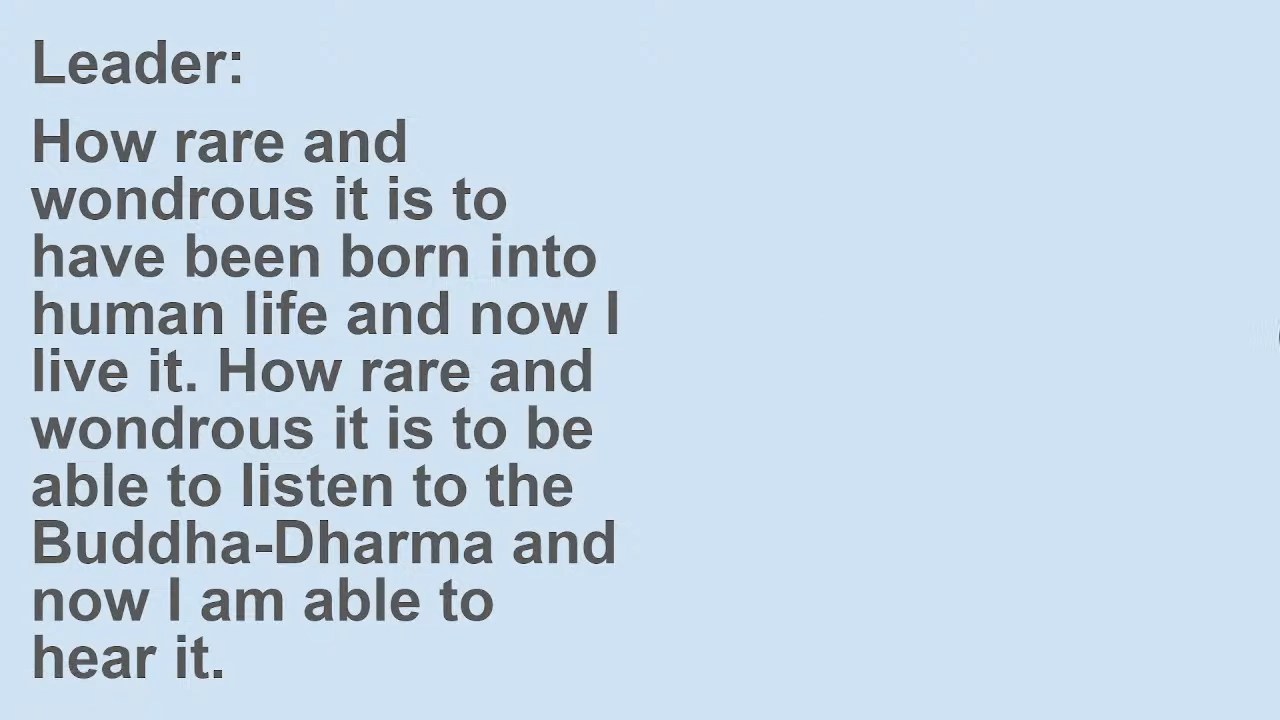 Leader:
How rare and
wondrous it is to
have been born into
human life and now I
live it. How rare and
wondrous it is to be
able to listen to the
Buddha-Dharma and
now I am able to
hear it.